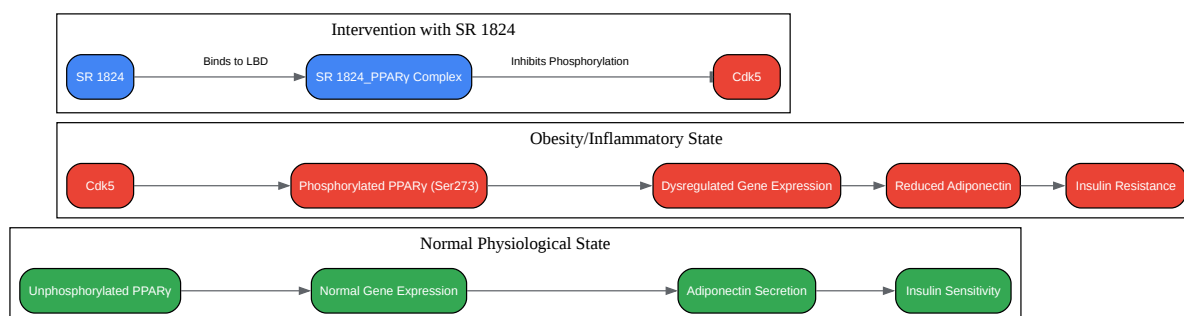 Intervention with SR 1824
SR 1824
Binds to LBD
SR 1824_PPARγ Complex
Inhibits Phosphorylation
Cdk5
Obesity/Inflammatory State
Cdk5
Phosphorylated PPARγ (Ser273)
Dysregulated Gene Expression
Reduced Adiponectin
Insulin Resistance
Normal Physiological State
Unphosphorylated PPARγ
Normal Gene Expression
Adiponectin Secretion
Insulin Sensitivity